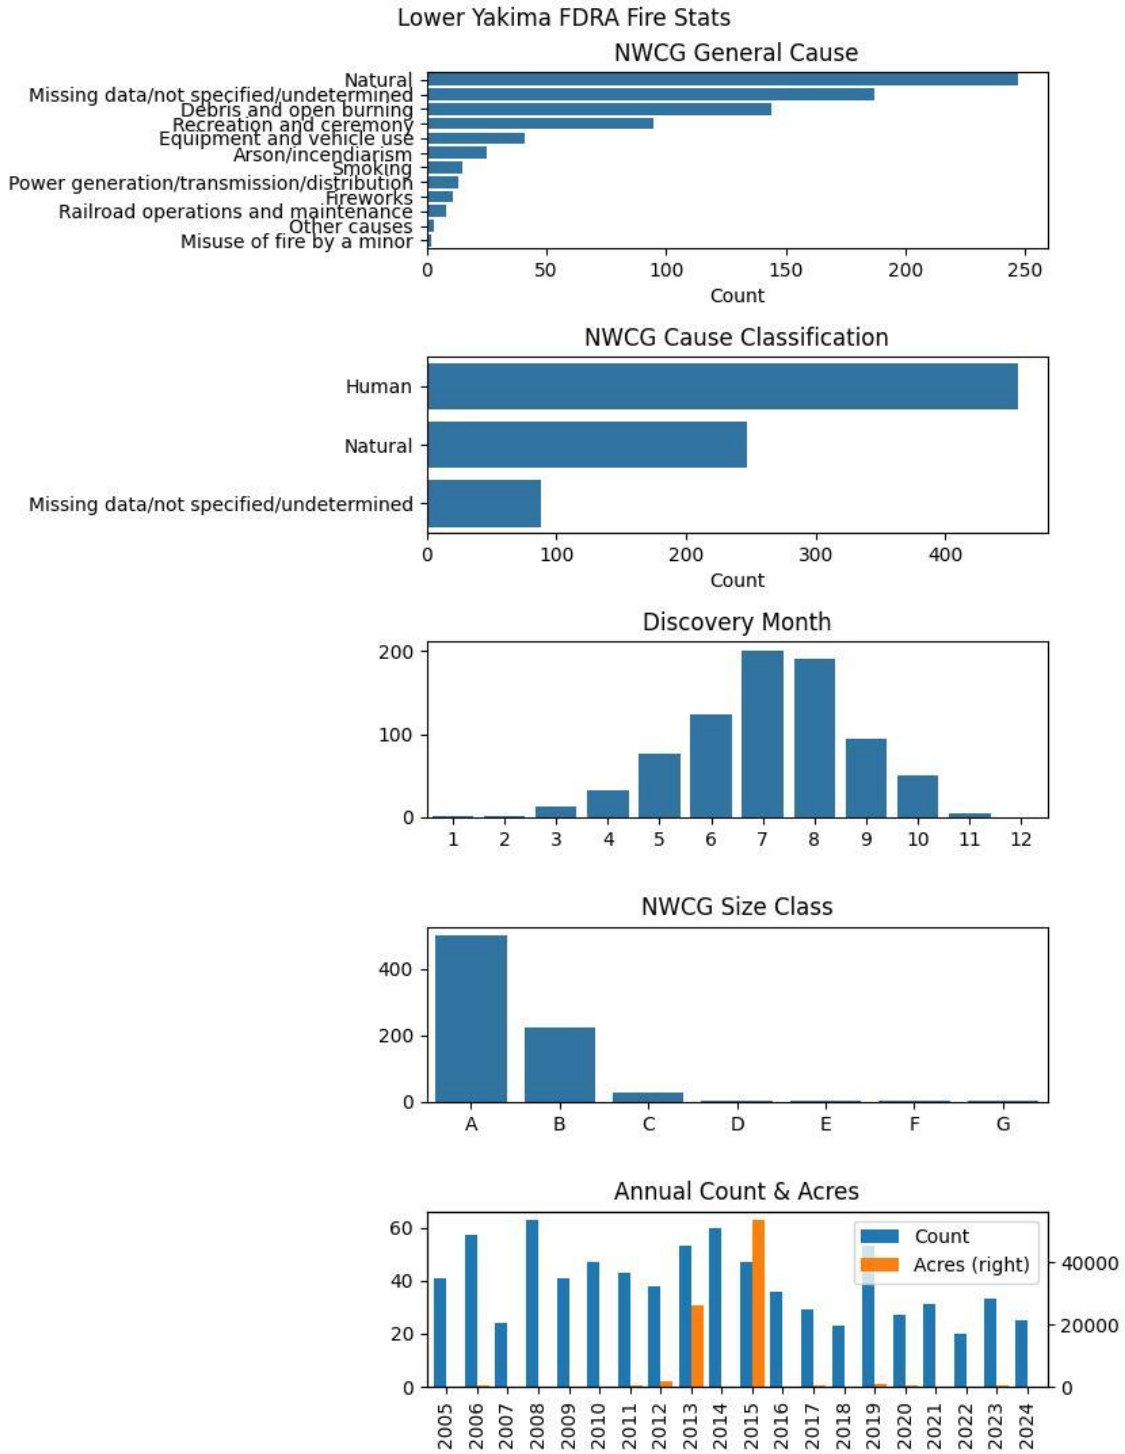 Lower Yakima FDRA Fire Stats
NWCG General Cause
Natural
Missing data/not specified/undetermined
Debris and open burning
Recreation and ceremony
Equipment and vehicle use
Arson/incendiarism
Smoking
Power generation/transmission/distribution
Fireworks
Railroad operations and maintenance
Other causes
Misuse of fire by a minor
0 50 100 150 200 250
Count
NWCG Cause Classification
Human
Natural
Missing data/not specified/undetermined
0 100 200 300 400
Count
Discovery Month
200
100
0
1 2 3 4 5 6 7 8 9 10 11 12
NWCG Size Class
400
200
0
A B C D E F G
Annual Count & Acres
60
40
20
0
Count
Acres (right)
40000
20000
0
2005 2006 2007 2008 2009 2010 2011 2012 2013 2014 2015 2016 2017 2018 2019 2020 2021 2022 2023 2024